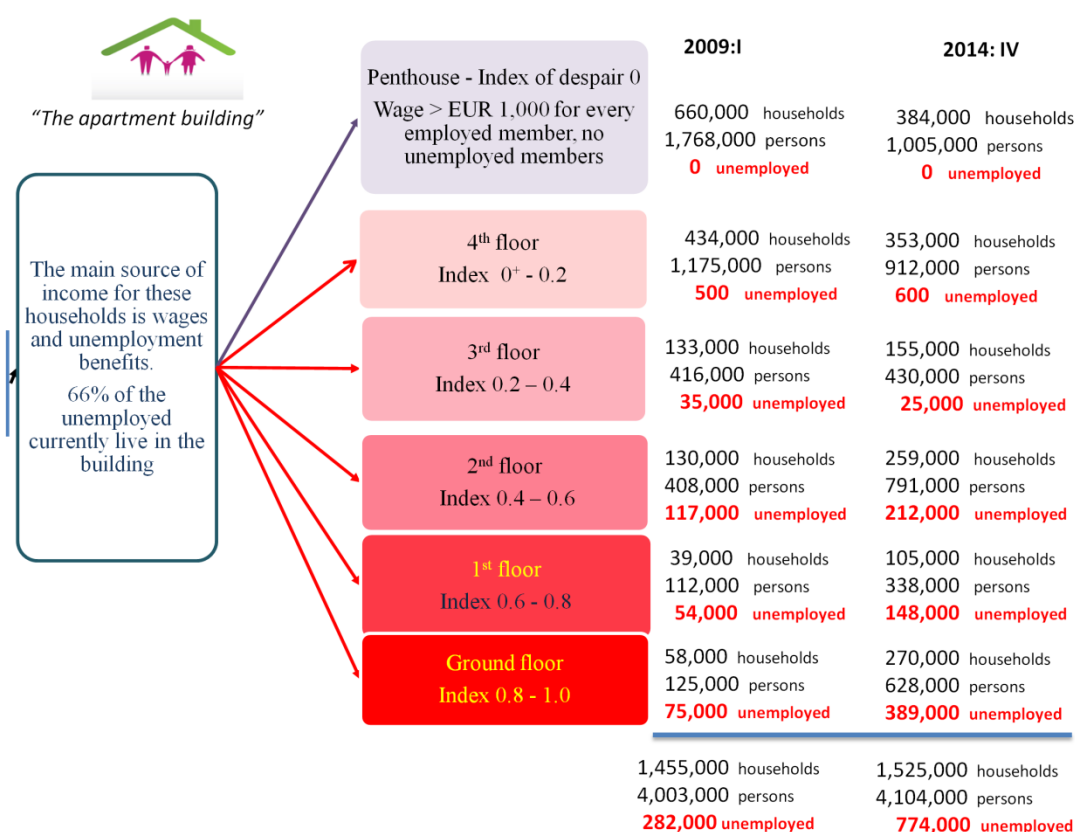 “The apartment building”
The main source of
income for these
households is wages
and unemployment
benefits.
66% of the
unemployed
currently live in the
building
Penthouse - Index of despair 0
Wage > EUR 1,000 for every
employed member, no
unemployed members
4th floor
Index 0+ - 0.2
3rd floor
Index 0.2 – 0.4
2nd floor
Index 0.4 – 0.6
1st floor
Index 0.6 - 0.8
Ground floor
Index 0.8 - 1.0
2009:I
660,000 households
1,768,000 persons
0 unemployed
434,000 households
1,175,000 persons
500 unemployed
133,000 households
416,000 persons
35,000 unemployed
130,000 households
408,000 persons
117,000 unemployed
39,000 households
112,000 persons
54,000 unemployed
58,000 households
125,000 persons
75,000 unemployed
1,455,000 households
4,003,000 persons
282,000 unemployed
2014: IV
384,000 households
1,005,000 persons
0 unemployed
353,000 households
912,000 persons
600 unemployed
155,000 households
430,000 persons
25,000 unemployed
259,000 households
791,000 persons
212,000 unemployed
105,000 households
338,000 persons
148,000 unemployed
270,000 households
628,000 persons
389,000 unemployed
1,525,000 households
4,104,000 persons
774,000 unemployed